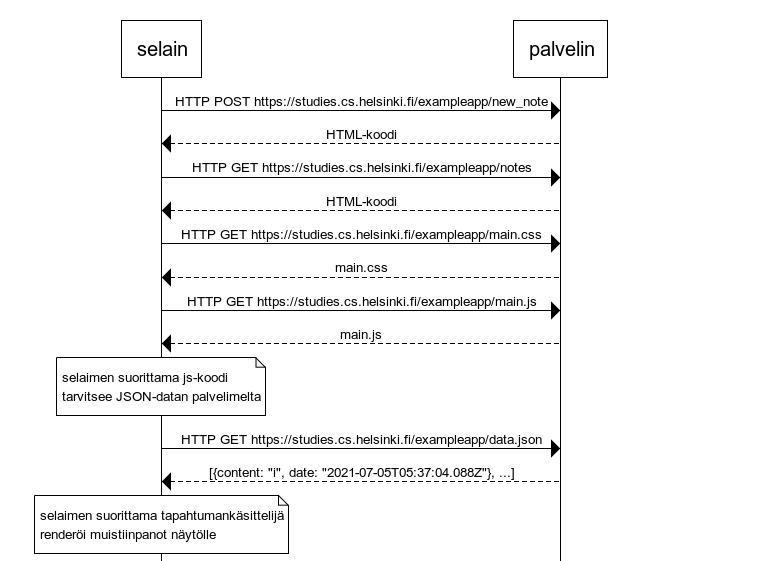 selain
palvelin
HTTP POST https://studies.cs.helsinki.fi/exampleapp/new_note
HTML-koodi
HTTP GET https://studies.cs.helsinki.fi/exampleapp/notes
HTML-koodi
HTTP GET https://studies.cs.helsinki.fi/exampleapp/main.css
main.css
HTTP GET https://studies.cs.helsinki.fi/exampleapp/main.js
main.js
selaimen suorittama js-koodi
tarvitsee JSON-datan palvelimelta
HTTP GET https://studies.cs.helsinki.fi/exampleapp/data.json
[{content: "i", date: "2021-07-05T05:37:04.088Z"}, ...]
selaimen suorittama tapahtumankäsittelijä
renderöi muistiinpanot näytölle